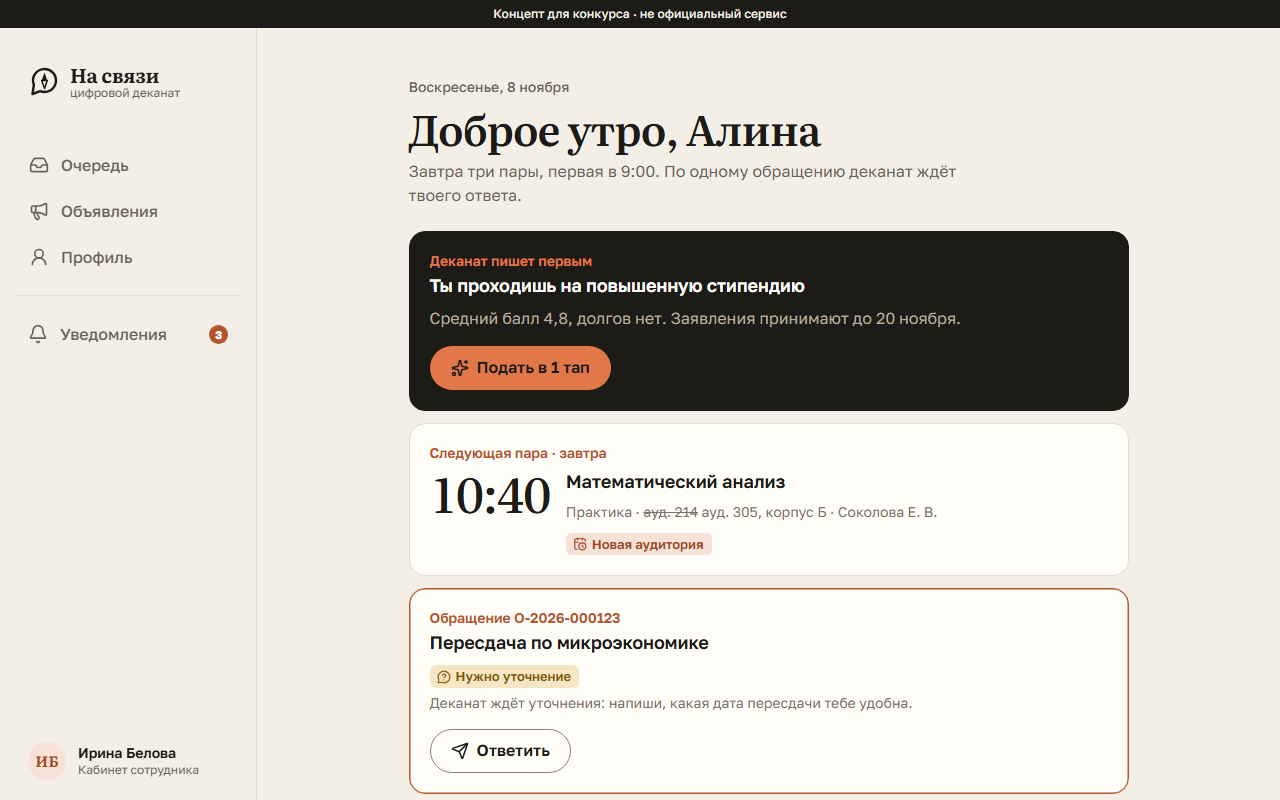 Концепт для конкурса · не официальный сервис
На связи
цифровой деканат
Очередь
Объявления
Профиль
Уведомления
3
ИБ
Ирина Белова
Кабинет сотрудника
Воскресенье, 8 ноября
Доброе утро, Алина
Завтра три пары, первая в 9:00. По одному обращению деканат ждёт
твоего ответа.
Деканат пишет первым
Ты проходишь на повышенную стипендию
Средний балл 4,8, долгов нет. Заявления принимают до 20 ноября.
Подать в 1 тап
Следующая пара · завтра
10:40
Математический анализ
Практика · ауд. 214 ауд. 305, корпус Б · Соколова Е. В.
Новая аудитория
Обращение О-2026-000123
Пересдача по микроэкономике
Нужно уточнение
Деканат ждёт уточнения: напиши, какая дата пересдачи тебе удобна.
Ответить